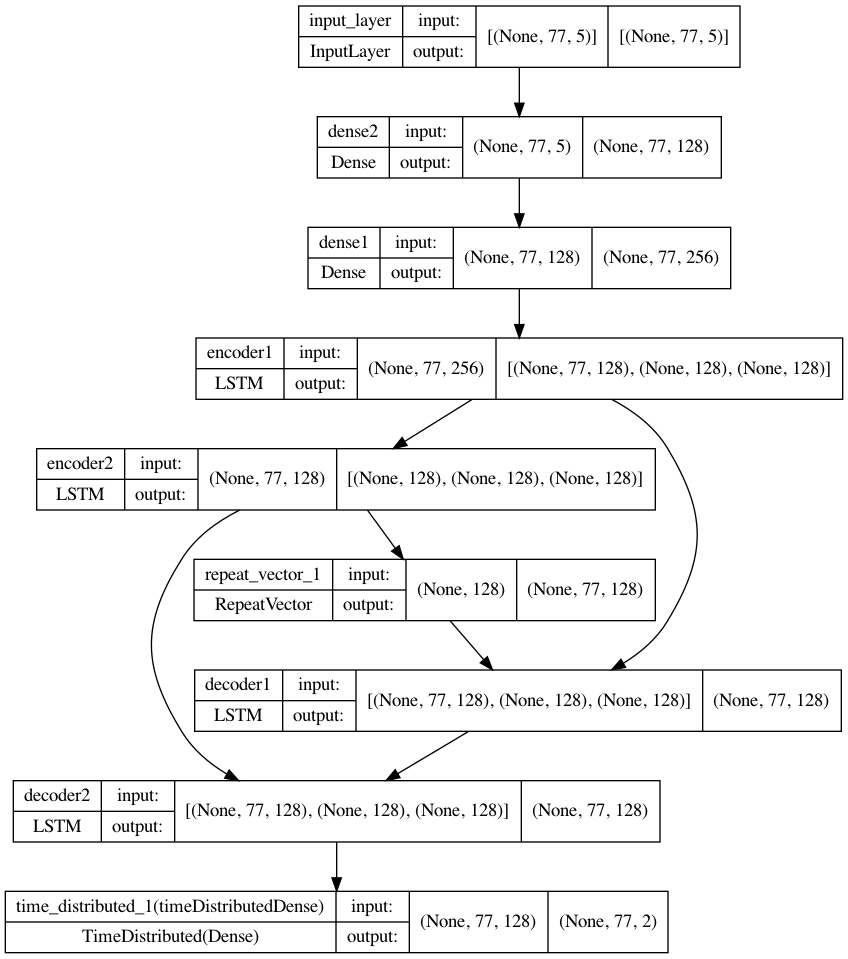 input_layer input: [(None, 77, 5)] [(None, 77, 5)]
InputLayer output:
dense2 input: (None, 77, 5) (None, 77, 128)
Dense output:
dense1 input: (None, 77, 128) (None, 77, 256)
Dense output:
encoder1 input: (None, 77, 256) [(None, 77, 128), (None, 128), (None, 128)]
LSTM output:
encoder2 input: (None, 77, 128) [(None, 128), (None, 128), (None, 128)]
LSTM output:
repeat_vector_1 input: (None, 128) (None, 77, 128)
RepeatVector output:
decoder1 input: [(None, 77, 128), (None, 128), (None, 128)] (None, 77, 128)
LSTM output:
decoder2 input: [(None, 77, 128), (None, 128), (None, 128)] (None, 77, 128)
LSTM output:
time_distributed_1(timeDistributedDense) input: (None, 77, 128) (None, 77, 2)
TimeDistributed(Dense) output: